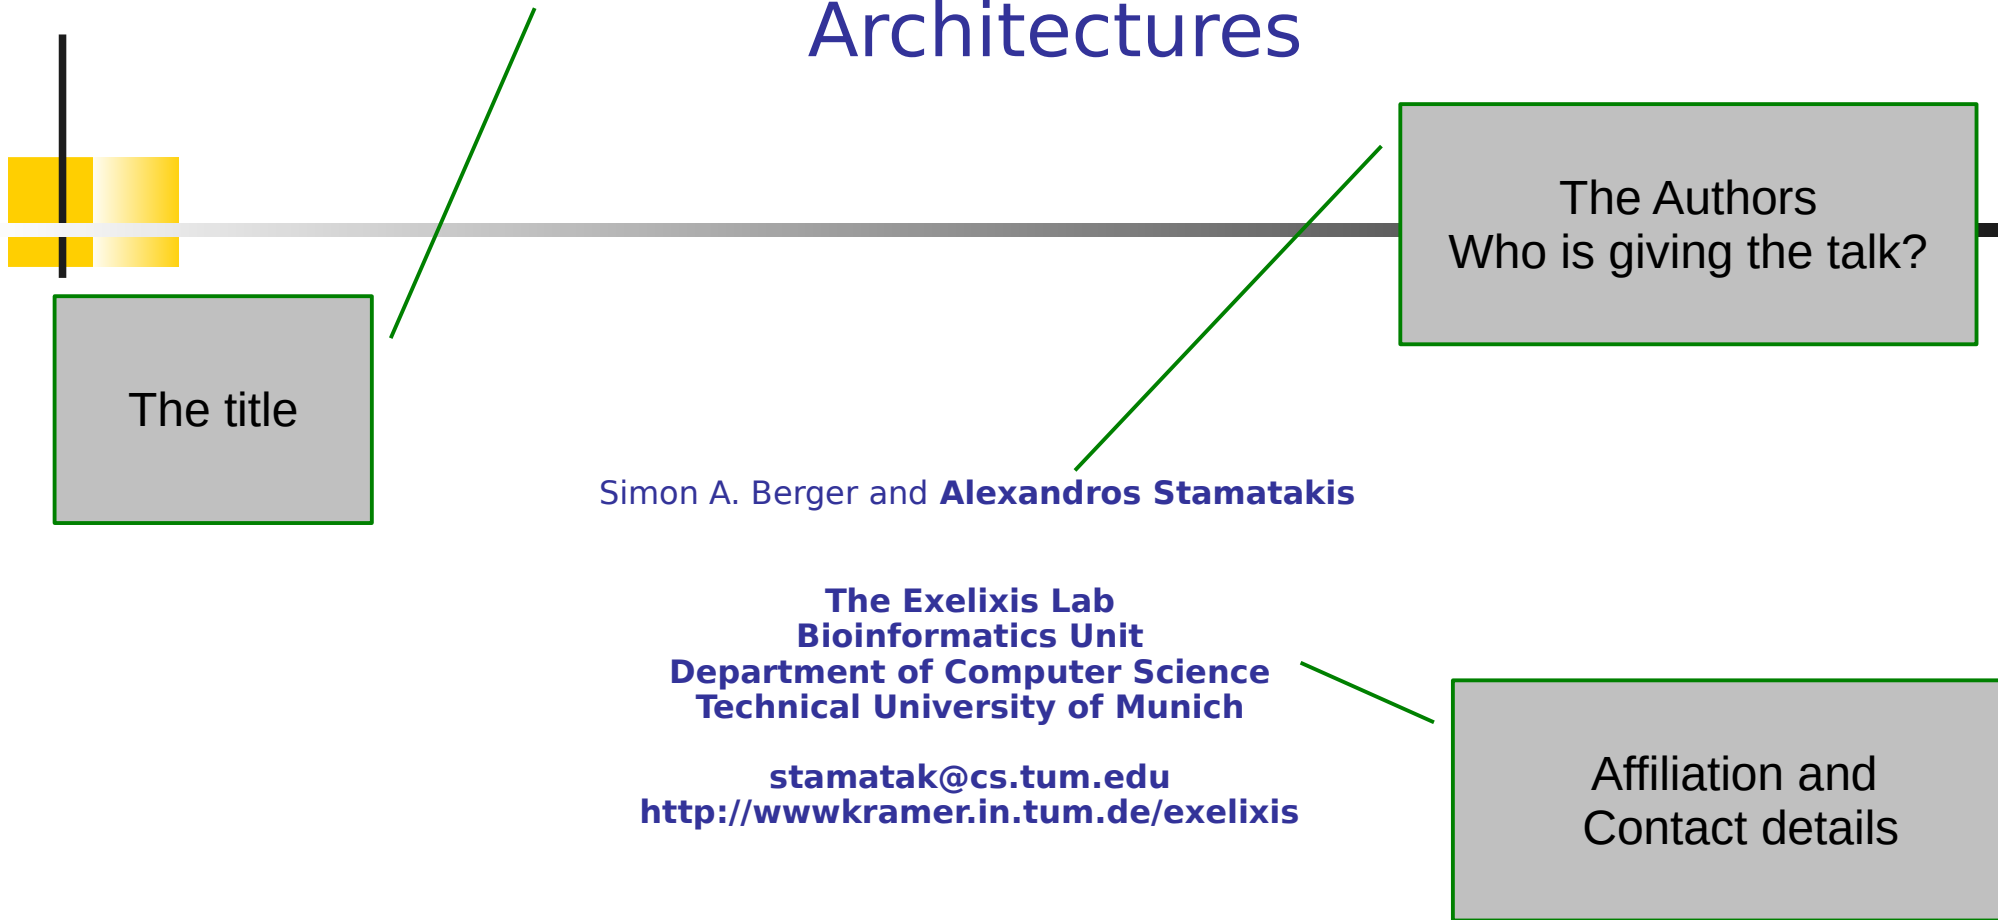 Architectures
The Authors
Who is giving the talk?
The title
Simon A. Berger and Alexandros Stamatakis
The Exelixis Lab
Bioinformatics Unit
Department of Computer Science
Technical University of Munich
stamatak@cs.tum.edu
http://wwwkramer.in.tum.de/exelixis
Affiliation and
Contact details